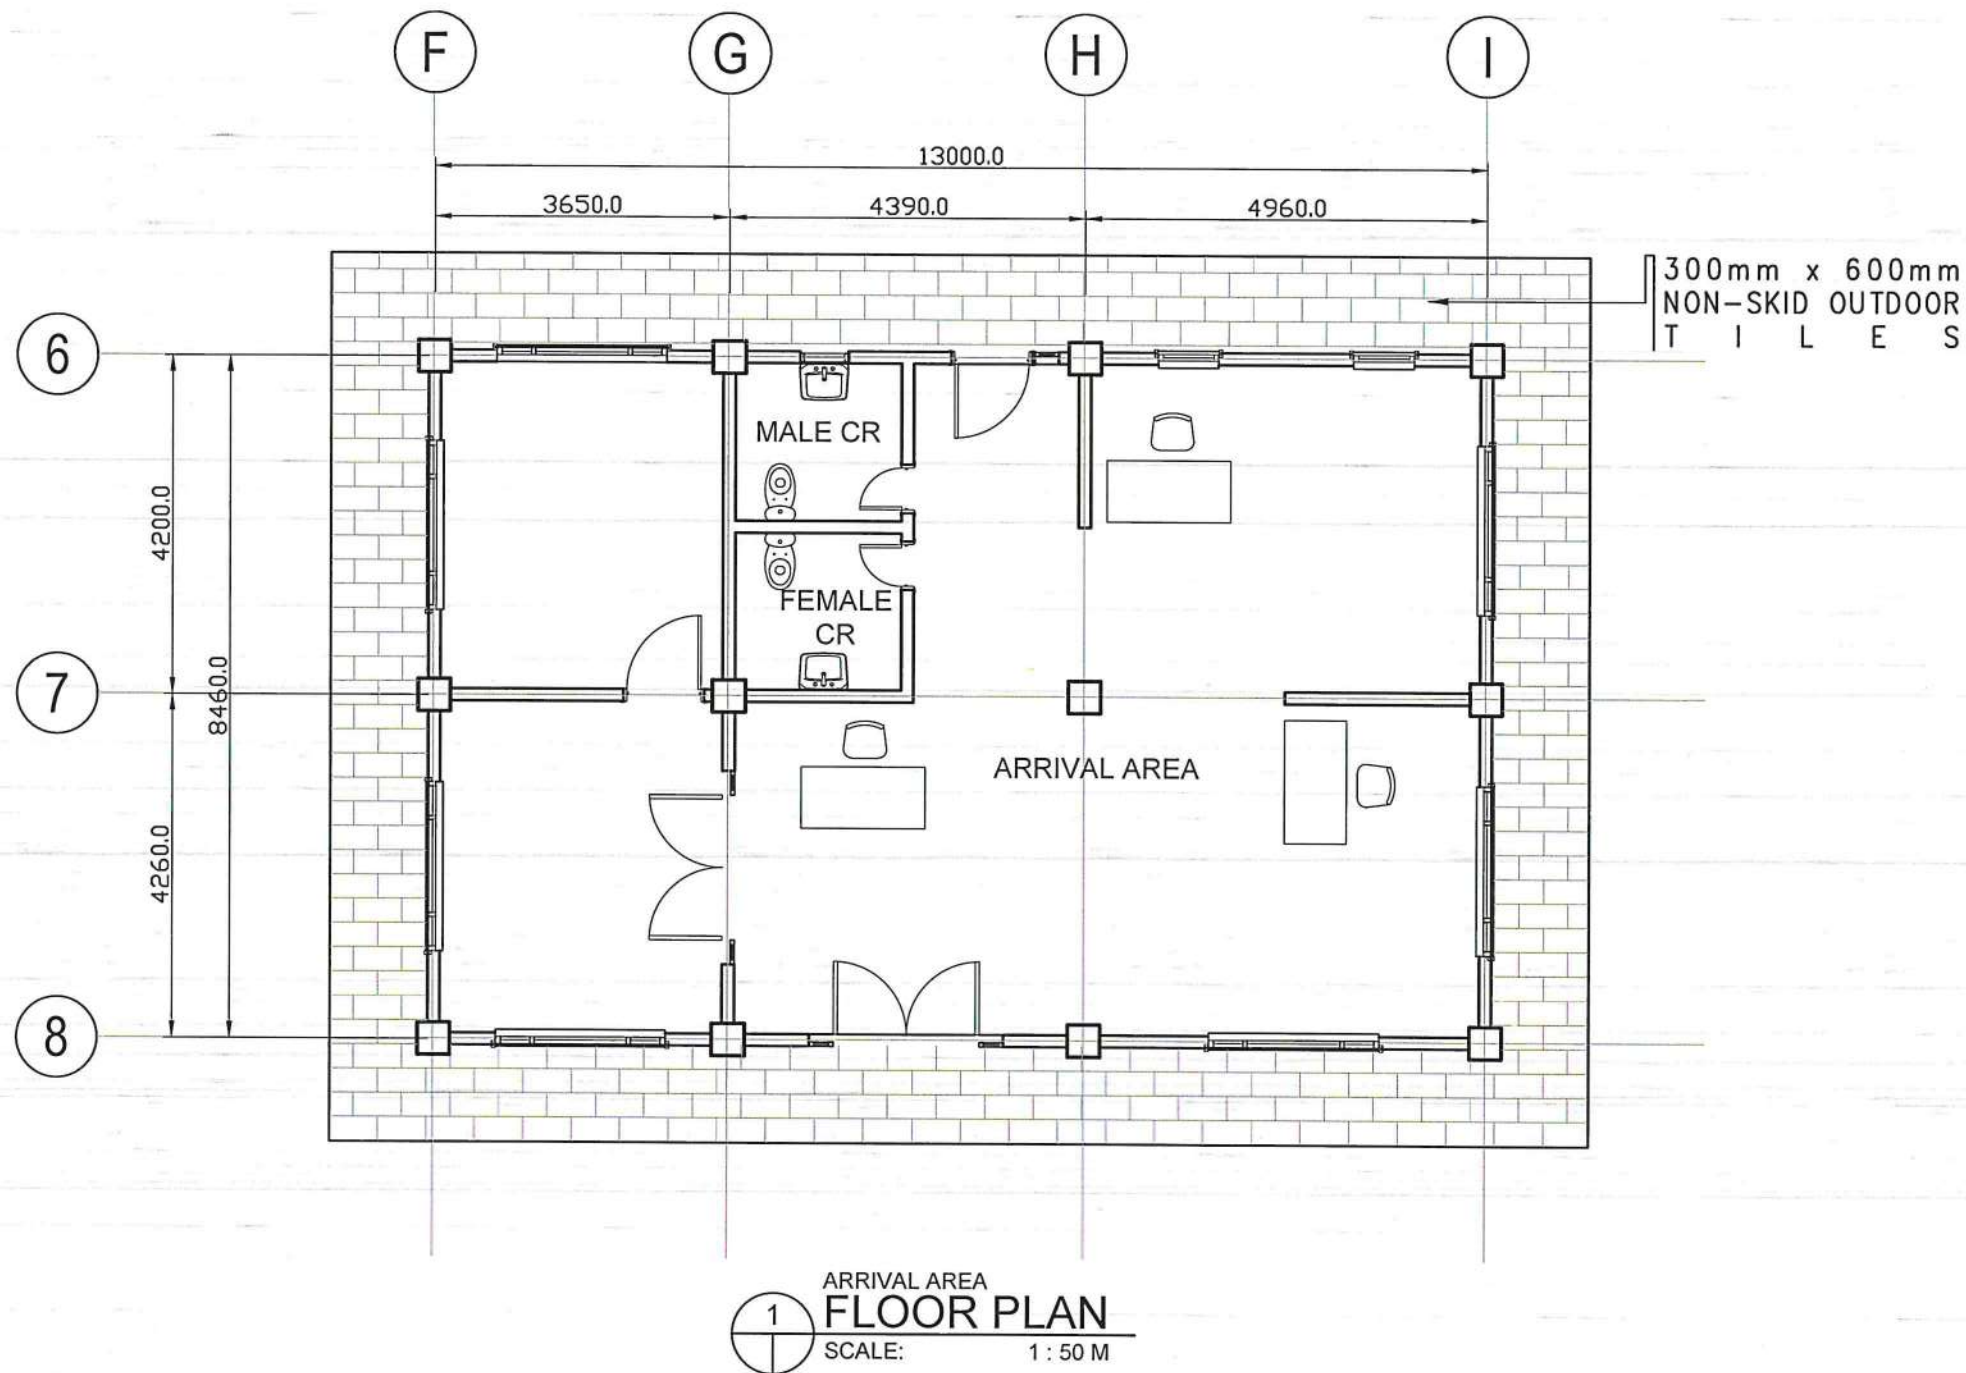 F
G
H
I
13000.0
3650.0
4390.0
4960.0
300mm x 600mm
NON-SKID OUTDOOR
T I L E S
6
MALE CR
4200.0
FEMALE
CR
7
8460.0
ARRIVAL AREA
4260.0
8
1
ARRIVAL AREA
FLOOR PLAN
SCALE: 1 : 50 M